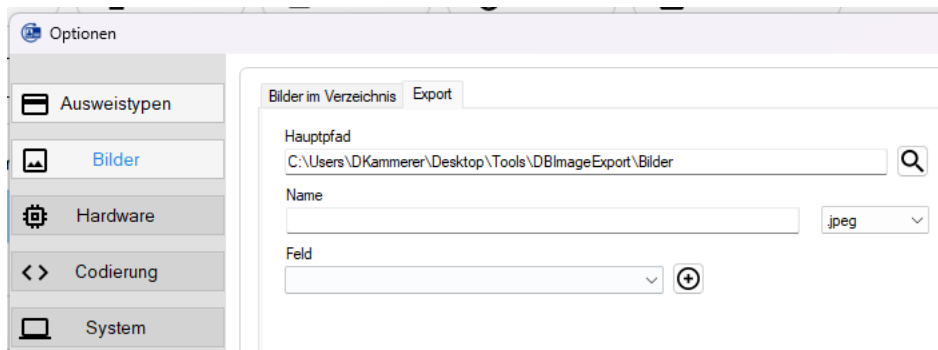 Optionen
Ausweistypen
Bilder
Hardware
Codierung
System
Bilder im Verzeichnis
Export
Hauptpfad
C:\Users\DKammerer\Desktop\Tools\DBImageExport\Bilder
Name
.jpeg
Feld